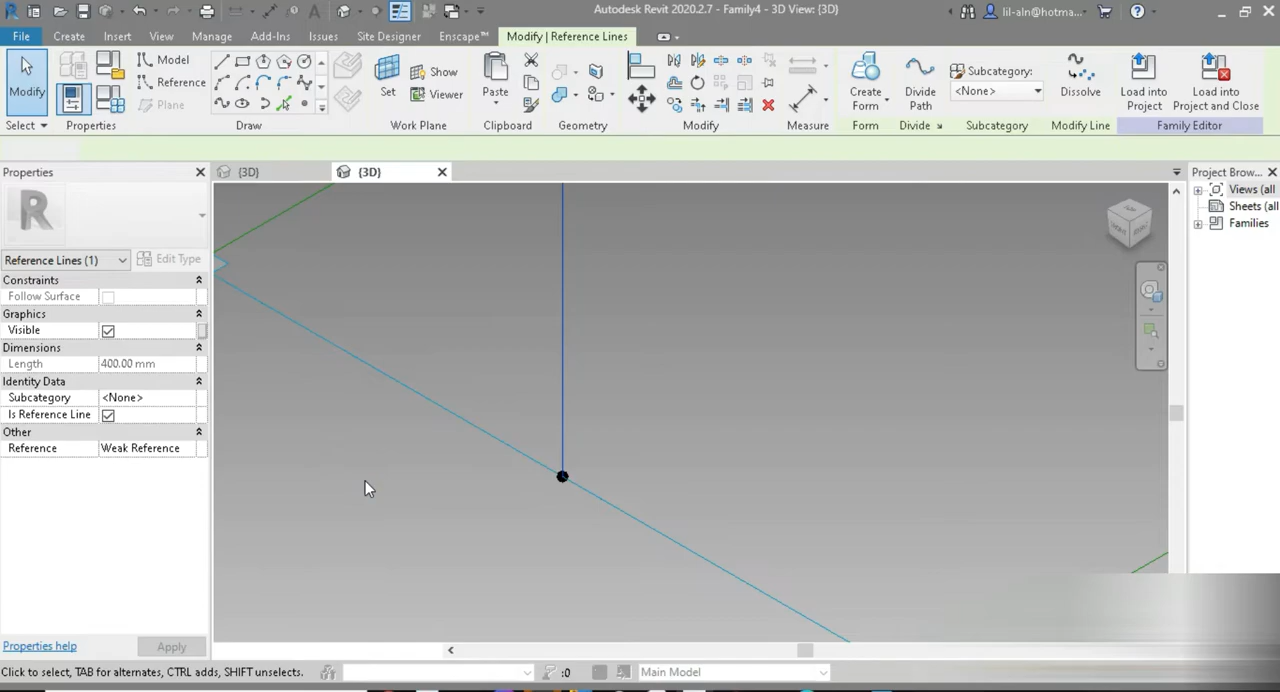 Autodesk Revit 2020.2.7 - Family4 - 3D View: {3D}
lil-aln@hotma...
File Create Insert View Manage Add-Ins Issues Site Designer Enscape™ Modify | Reference Lines
Modify
Select
Properties
Model
Reference
Plane
Draw
Set
Show
Viewer
Work Plane
Paste
Clipboard
Geometry
Modify
Measure
Create
Form
Form
Divide
Path
Divide
Subcategory:
<None>
Subcategory
Dissolve
Modify Line
Load into
Project
Load into
Project and Close
Family Editor
Properties
{3D}
{3D}
Project Brow...
Views (all
Sheets (all
Families
Reference Lines (1)
Edit Type
Constraints
Follow Surface
Graphics
Visible
Dimensions
Length 400.00 mm
Identity Data
Subcategory <None>
Is Reference Line
Other
Reference Weak Reference
Properties help
Apply
Click to select, TAB for alternates, CTRL adds, SHIFT unselects.
:0
Main Model